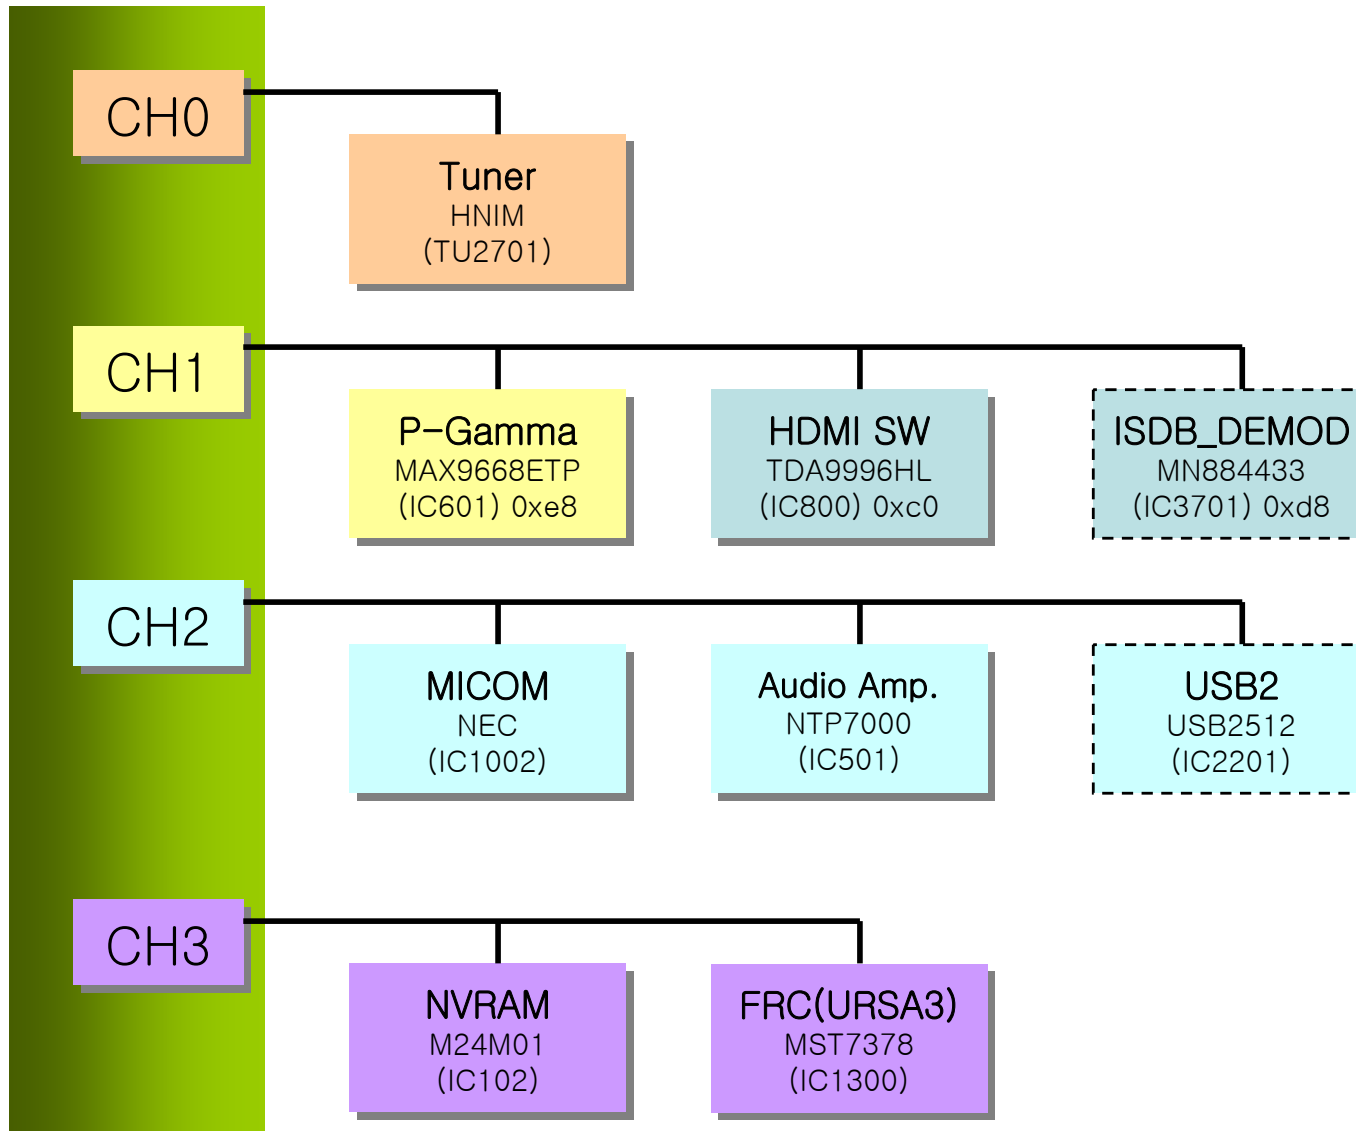 CH0
Tuner
HNIM
(TU2701)
CH1
P-Gamma
MAX9668ETP
(IC601) 0xe8
HDMI SW
TDA9996HL
(IC800) 0xc0
ISDB_DEMOD
MN884433
(IC3701) 0xd8
CH2
MICOM
NEC
(IC1002)
Audio Amp.
NTP7000
(IC501)
USB2
USB2512
(IC2201)
CH3
NVRAM
M24M01
(IC102)
FRC(URSA3)
MST7378
(IC1300)